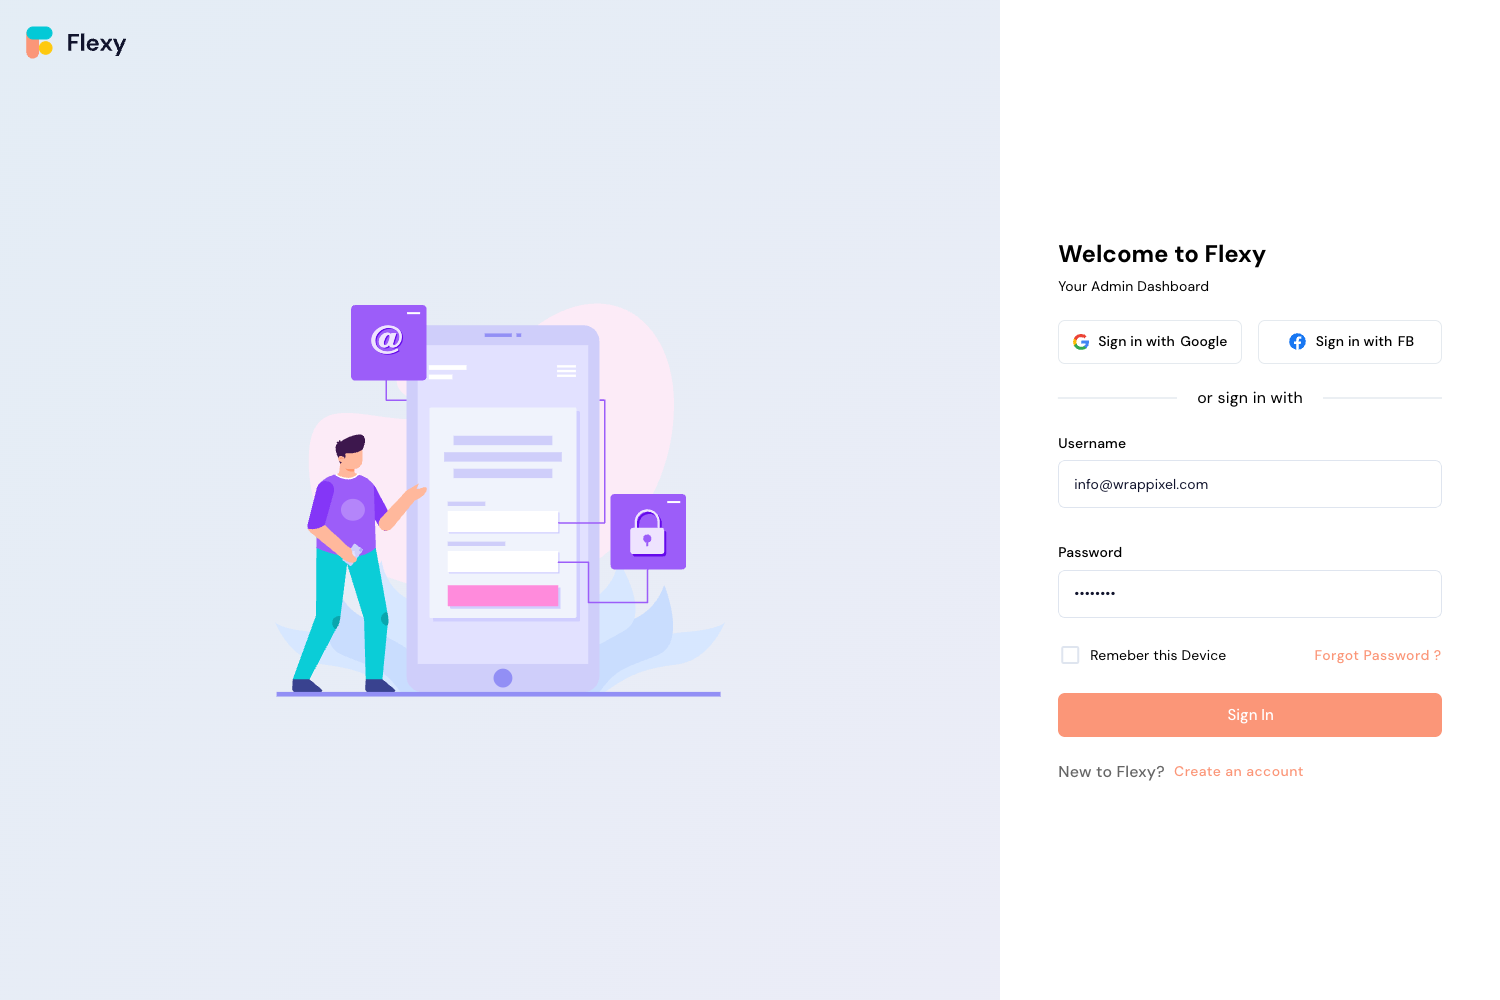 Flexy
@
Welcome to Flexy
Your Admin Dashboard
Sign in with Google
Sign in with FB
or sign in with
Username
info@wrappixel.com
Password
••••••••
Remeber this Device
Forgot Password ?
Sign In
New to Flexy? Create an account